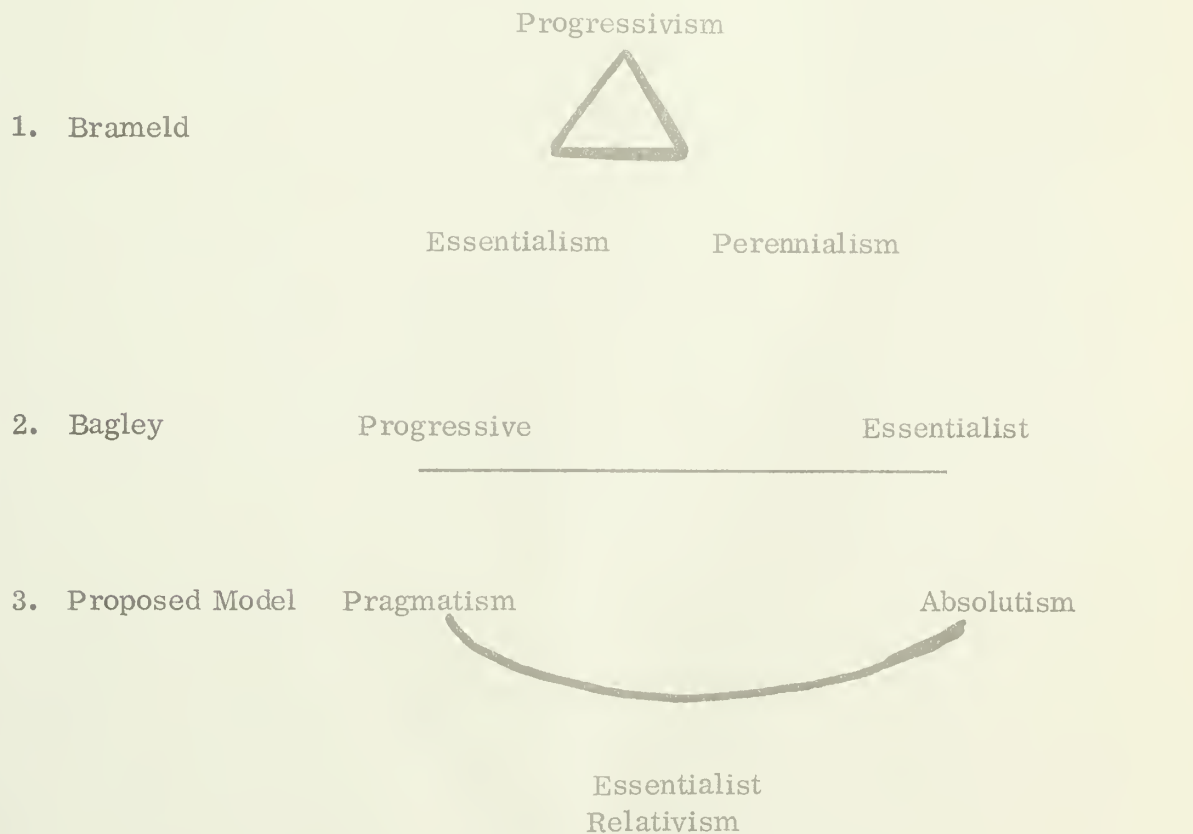 Progressivism
1. Brameld
Essentialism Perennialism
2. Bagley Progressive Essentialist
3. Proposed Model Pragmatism Absolutism
Essentialist
Relativism